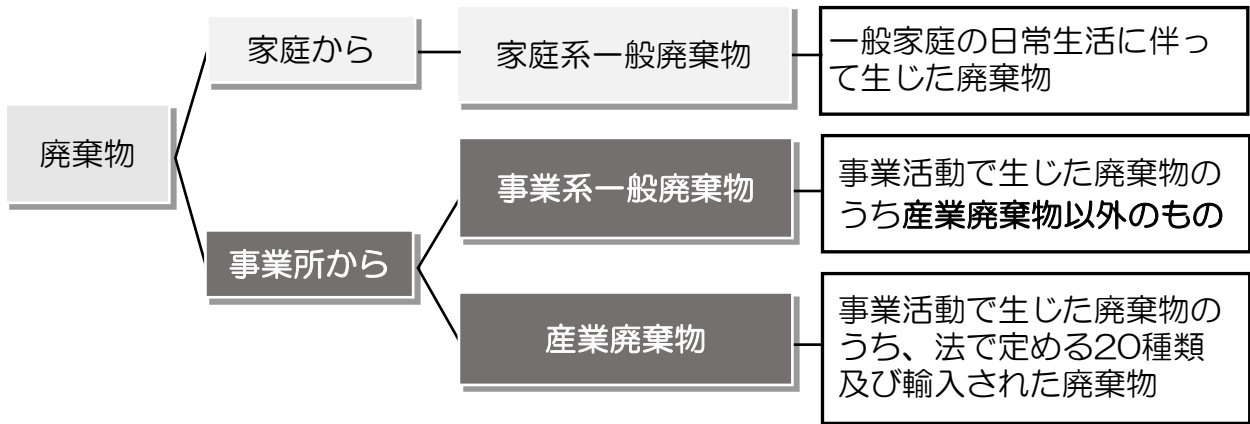 廃棄物
家庭から
家庭系一般廃棄物
一般家庭の日常生活に伴っ
て生じた廃棄物
事業所から
事業系一般廃棄物
事業活動で生じた廃棄物の
うち産業廃棄物以外のもの
産業廃棄物
事業活動で生じた廃棄物の
うち、法で定める20種類
及び輸入された廃棄物